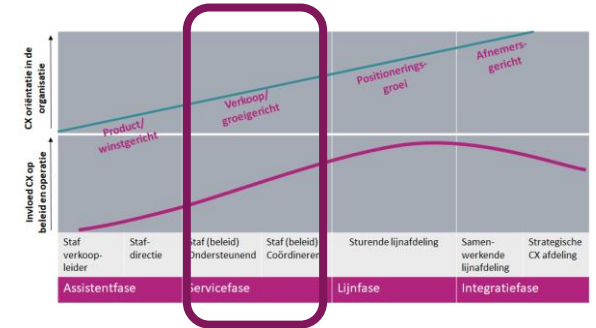 CX oriëntatie in de
organisatie
Product/
winstgericht
Verkoop/
groeigericht
Positionerings-
groei
Afnemers-
gericht
Invloed CX op
beleid en operatie
Staf
verkoop-
leider
Staf-
directie
Staf (beleid)
Ondersteunend
Staf (beleid)
Coördineren
Sturende lijnafdeling
Samen-
werkende
lijnafdeling
Strategische
CX afdeling
Assistentfase
Servicefase
Lijnfase
Integratiefase